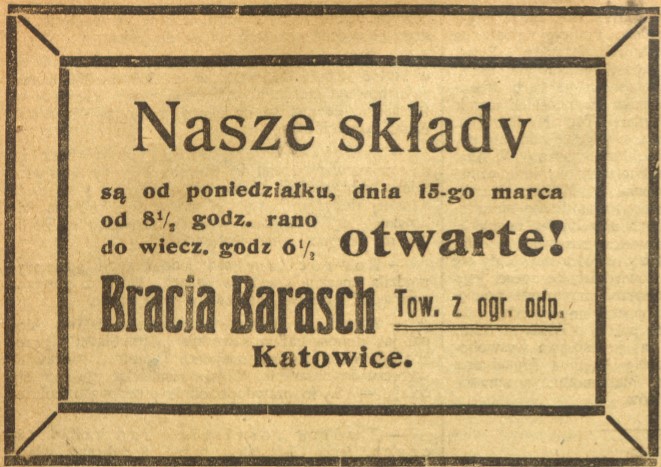 Nasze składy
są od poniedziałku, dnia 15-go marca
od 8½ godz. rano
do wiecz. godz 6½
otwarte!
Bracia Barasch Tow. z ogr. odp.
Katowice.